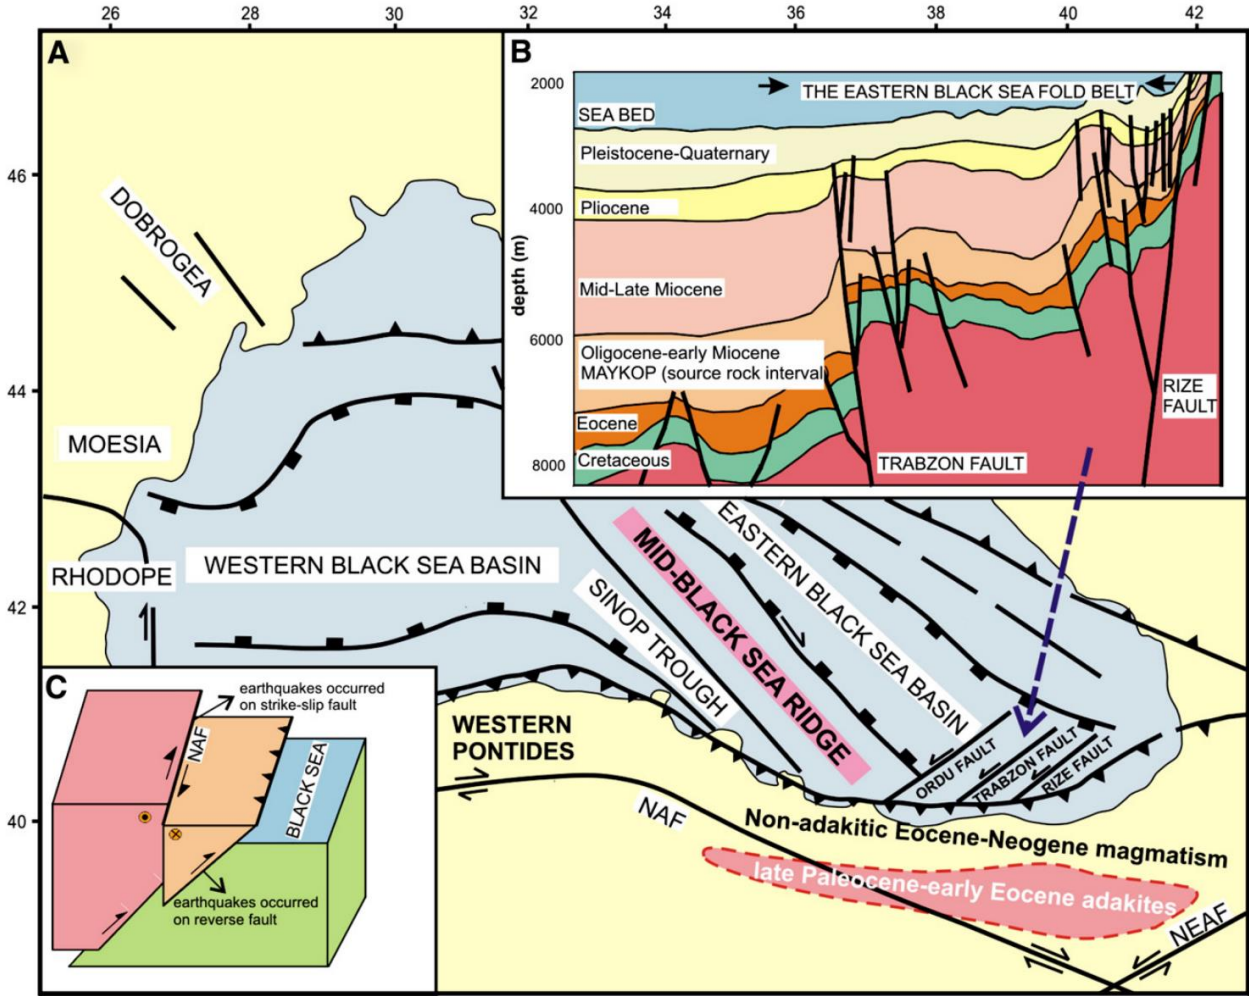 26 28 30 32 34 36 38 40 42
A
46
44
42
40
DOBROGEA
MOESIA
RHODOPE
WESTERN BLACK SEA BASIN
SINOP TROUGH
MID-BLACK SEA RIDGE
EASTERN BLACK SEA BASIN
ORDU FAULT
TRABZON FAULT
RIZE FAULT
WESTERN
PONTIDES
NAF
Non-adakitic Eocene-Neogene magmatism
late Paleocene-early Eocene adakites
NEAF
B
depth (m)
2000
4000
6000
8000
THE EASTERN BLACK SEA FOLD BELT
SEA BED
Pleistocene-Quaternary
Pliocene
Mid-Late Miocene
Oligocene-early Miocene
MAYKOP (source rock interval)
Eocene
Cretaceous
TRABZON FAULT
RIZE
FAULT
C
earthquakes occurred
on strike-slip fault
NAF
BLACK SEA
earthquakes occurred
on reverse fault